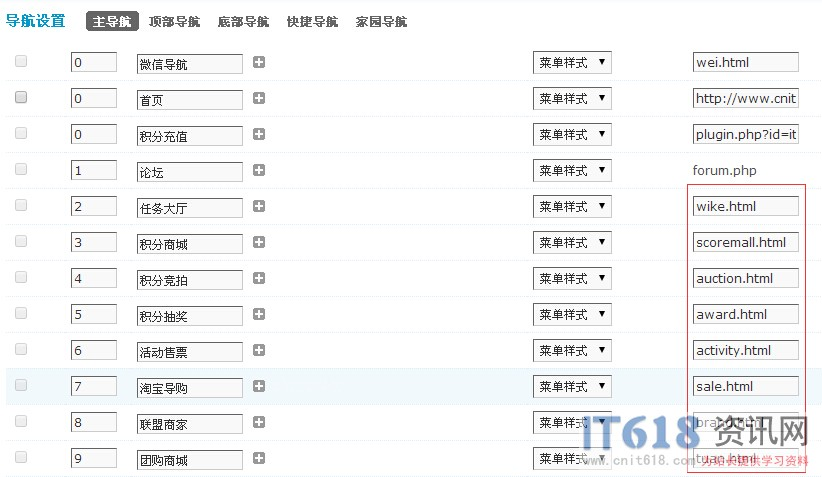 导航设置 主导航 顶部导航 底部导航 快捷导航 家园导航
0 微信导航 菜单样式 wei.html
0 首页 菜单样式 http://www.cnit
0 积分充值 菜单样式 plugin.php?id=it
1 论坛 菜单样式 forum.php
2 任务大厅 菜单样式 wike.html
3 积分商城 菜单样式 scoremall.html
4 积分竞拍 菜单样式 auction.html
5 积分抽奖 菜单样式 award.html
6 活动售票 菜单样式 activity.html
7 淘宝导购 菜单样式 sale.html
8 联盟商家 菜单样式 brand.html
IT618 资讯网
9 团购商城 菜单样式 tuan.html
www.cnit618.com 为站长提供学习资料